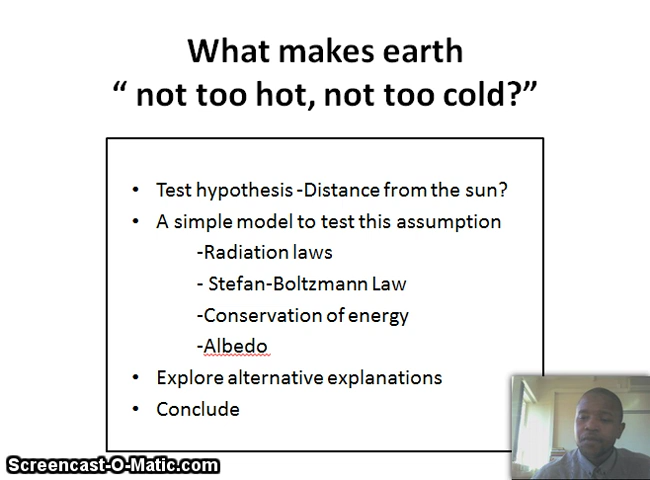 What makes earth
“ not too hot, not too cold?”
• Test hypothesis -Distance from the sun?
• A simple model to test this assumption
-Radiation laws
- Stefan-Boltzmann Law
-Conservation of energy
-Albedo
• Explore alternative explanations
• Conclude
Screencast-O-Matic.com